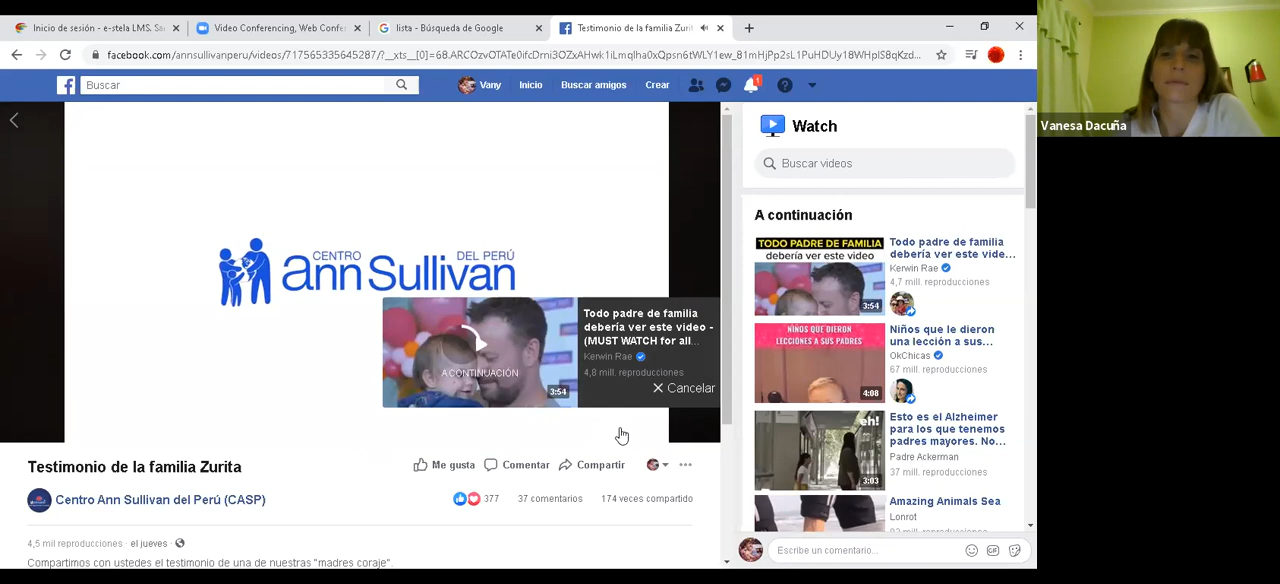 Inicio de sesión - e-stela LMS. Sa
Video Conferencing, Web Confe
lista - Búsqueda de Google
Testimonio de la familia Zurit
Buscar
Vany
Inicio
Buscar amigos
Crear
1
CENTRO
DEL PERÚ
ann Sullivan
A CONTINUACIÓN
3:54
Todo padre de familia
debería ver este video -
(MUST WATCH for all...
Kerwin Rae
4,8 mill. reproducciones
Cancelar
Testimonio de la familia Zurita
Me gusta
Comentar
Compartir
Centro Ann Sullivan del Perú (CASP)
377
37 comentarios
174 veces compartido
4,5 mil reproducciones · el jueves ·
Compartimos con ustedes el testimonio de una de nuestras "madres coraje".
Watch
Buscar videos
A continuación
TODO PADRE DE FAMILIA
debería ver este video
3:54
Todo padre de familia
debería ver este vide...
Kerwin Rae
4,7 mill. reproducciones
NIÑOS QUE DIERON
LECCIONES A SUS PADRES
4:08
Niños que le dieron
una lección a sus...
OkChicas
67 mill. reproducciones
eh!
3:03
Esto es el Alzheimer
para los que tenemos
padres mayores. No...
Padre Ackerman
37 mill. reproducciones
Amazing Animals Sea
Lonrot
Escribe un comentario...
GIF
Vanesa Dacuña